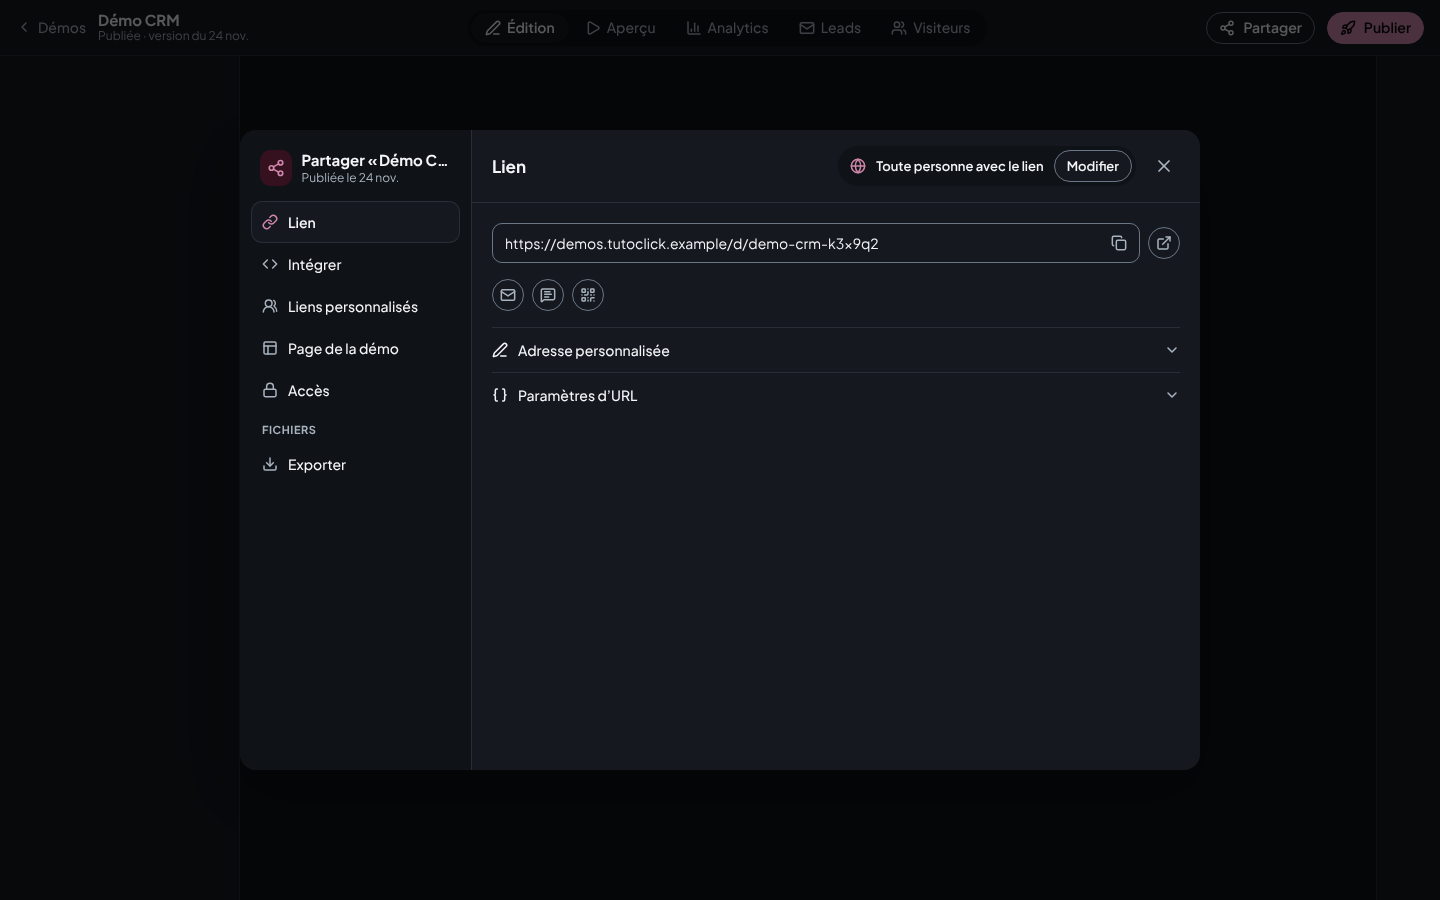 Démos
Démo CRM
Publiée · version du 24 nov.
Édition
Aperçu
Analytics
Leads
Visiteurs
Partager
Publier
Partager « Démo C...
Publiée le 24 nov.
Lien
Intégrer
Liens personnalisés
Page de la démo
Accès
FICHIERS
Exporter
Lien
Toute personne avec le lien
Modifier
https://demos.tutoclick.example/d/demo-crm-k3x9q2
Adresse personnalisée
Paramètres d'URL